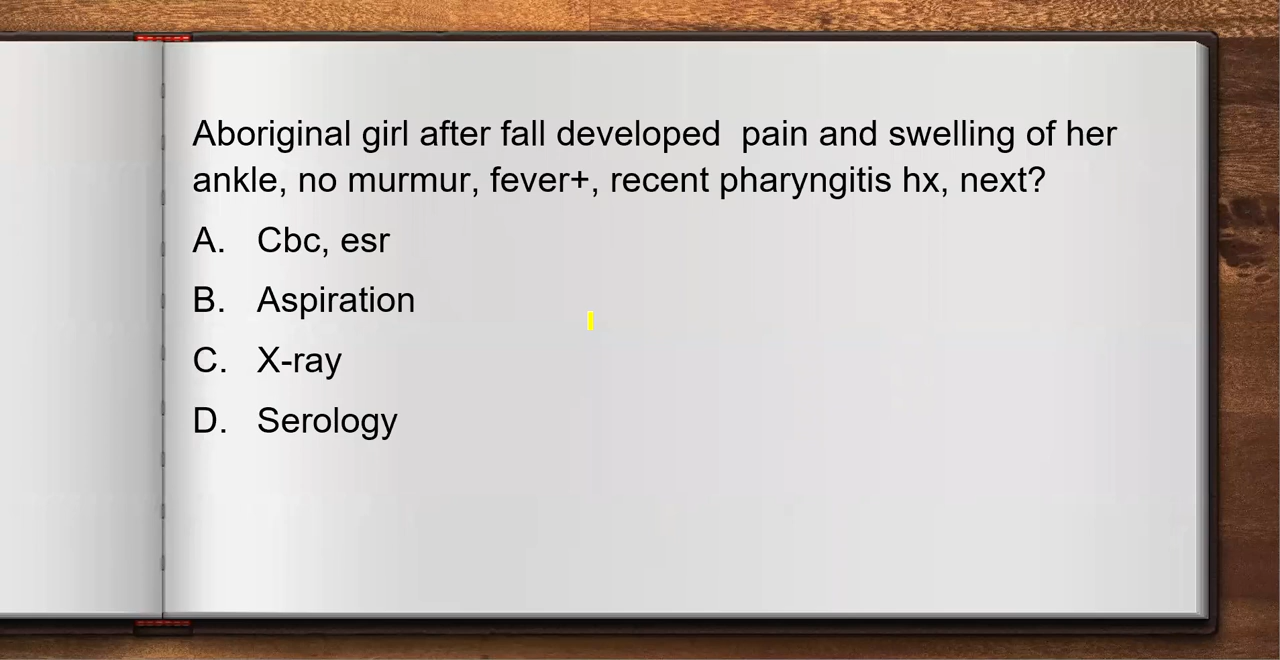 Aboriginal girl after fall developed  pain and swelling of her
ankle, no murmur, fever+, recent pharyngitis hx, next?
A. Cbc, esr
B. Aspiration
C. X-ray
D. Serology